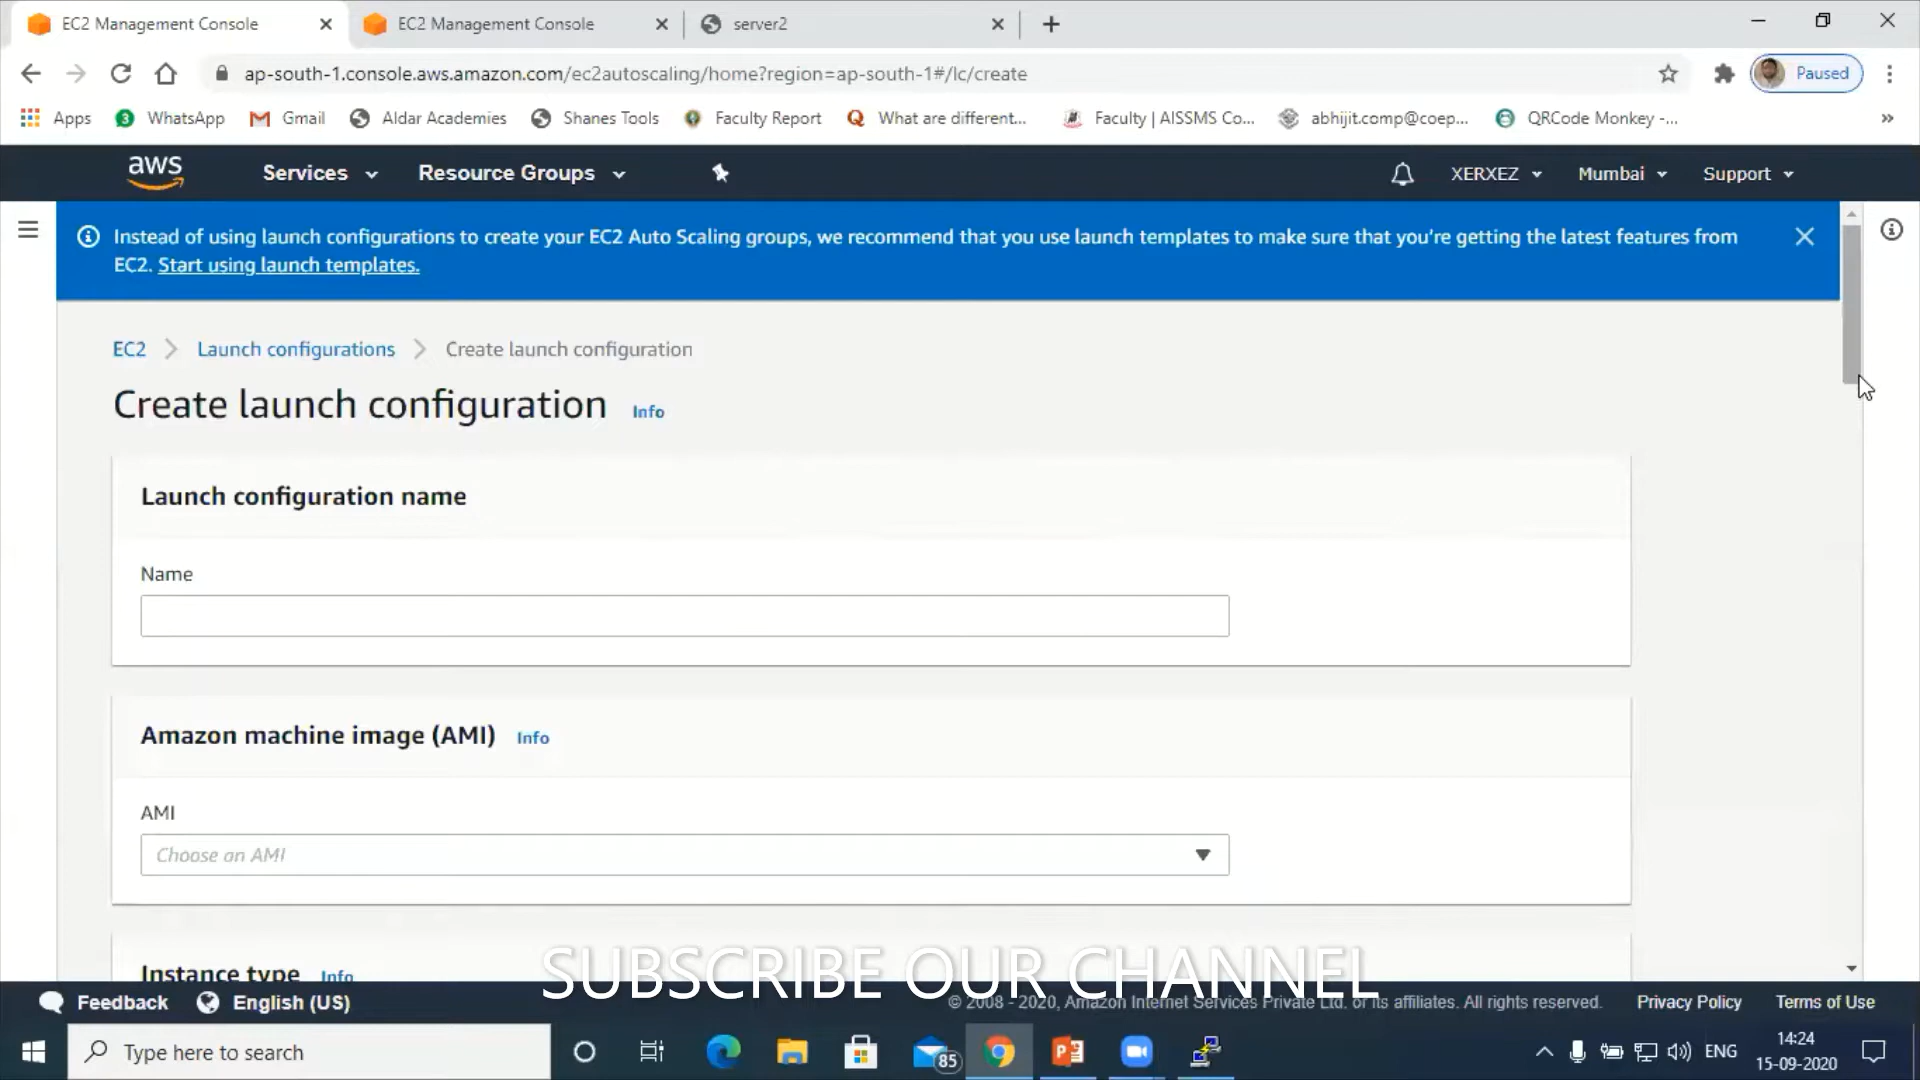 EC2 Management Console
EC2 Management Console
server2
ap-south-1.console.aws.amazon.com/ec2autoscaling/home?region=ap-south-1#/lc/create
Paused
Apps
3
WhatsApp
Gmail
Aldar Academies
Shanes Tools
Faculty Report
Q
What are different...
Faculty | AISSMS Co...
abhijit.comp@coep...
QRCode Monkey -...
»
aws
Services
Resource Groups
XERXEZ
Mumbai
Support
Instead of using launch configurations to create your EC2 Auto Scaling groups, we recommend that you use launch templates to make sure that you're getting the latest features from
EC2. Start using launch templates.
EC2
Launch configurations
Create launch configuration
Create launch configuration
Info
Launch configuration name
Name
Amazon machine image (AMI)
Info
AMI
Choose an AMI
Instance type
Info
SUBSCRIBE OUR CHANNEL
Feedback
English (US)
© 2008 - 2020, Amazon Internet Services Private Ltd. or its affiliates. All rights reserved.
Privacy Policy
Terms of Use
Type here to search
85
ENG
14:24
15-09-2020